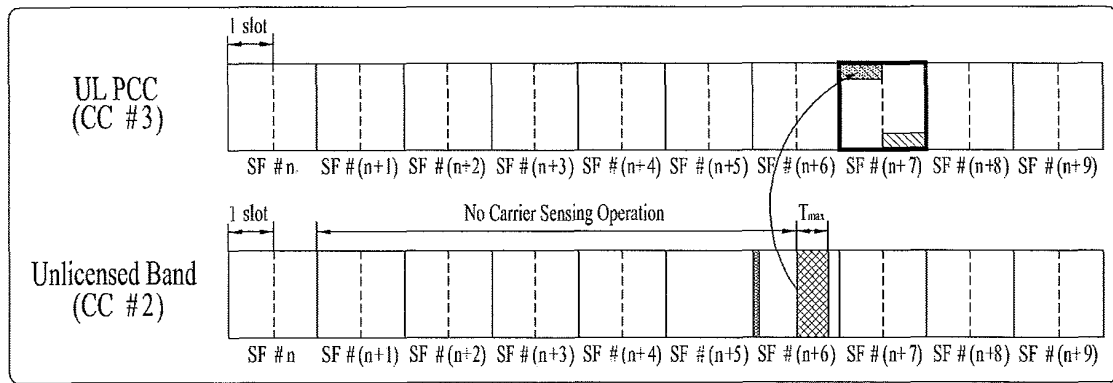 1 slot
UL PCC
(CC #3)
SF #n
SF #(n+1)
SF #(n+2)
SF #(n+3)
SF #(n+4)
SF #(n+5)
SF #(n+6)
SF #(n+7)
SF #(n+8)
SF #(n+9)
1 slot
No Carrier Sensing Operation
Tmax
Unlicensed Band
(CC #2)
SF #n
SF #(n+1)
SF #(n+2)
SF #(n+3)
SF #(n+4)
SF #(n+5)
SF #(n+6)
SF #(n+7)
SF #(n+8)
SF #(n+9)